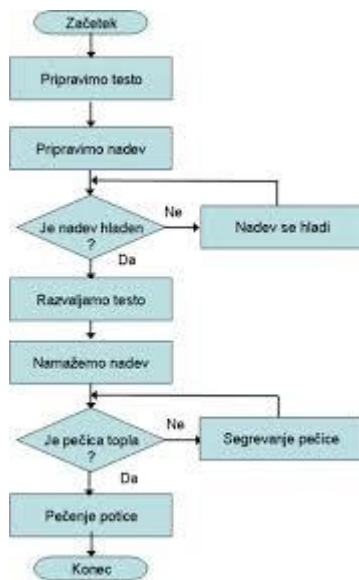 Začetek
Pripravimo testo
Pripravimo nadev
Je nadev hladen
?
Ne
Nadev se hladi
Da
Razvaljamo testo
Namažemo nadev
Je pečica topla
?
Ne
Segrevanje pečice
Da
Pečenje potice
Konec